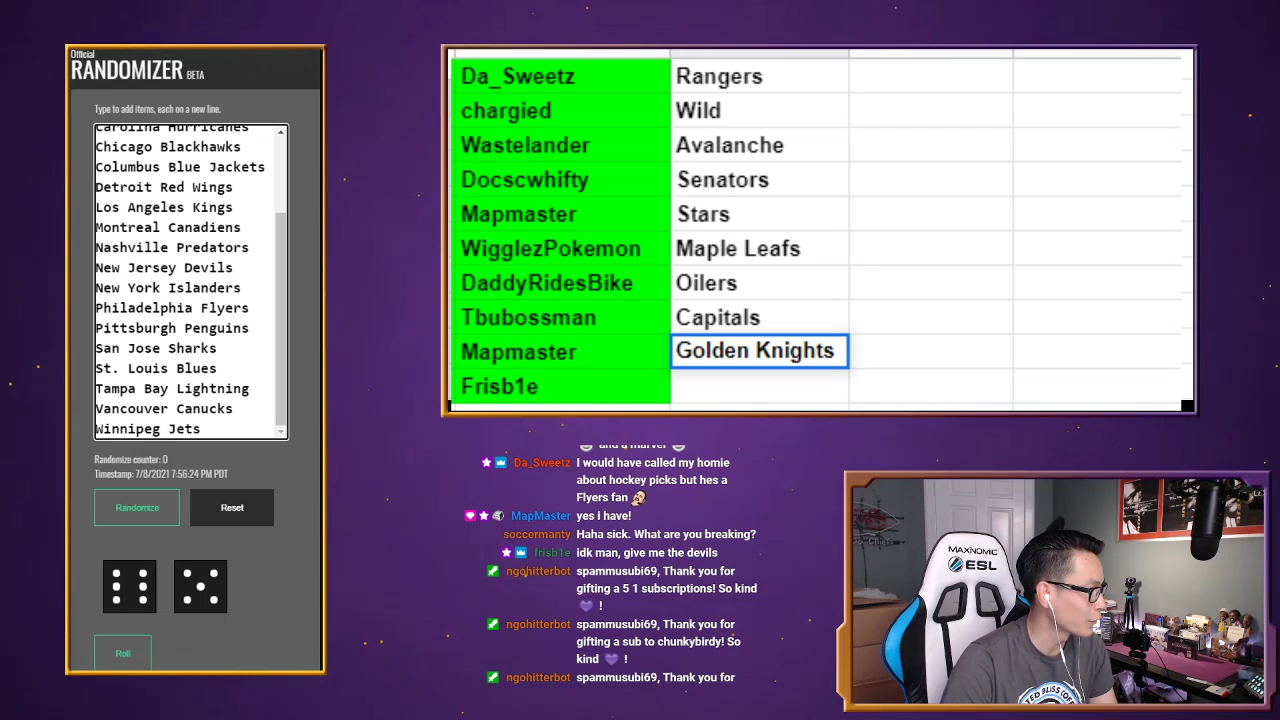 Official
RANDOMIZER BETA
Type to add items, each on a new line.
Carolina Hurricanes
Chicago Blackhawks
Columbus Blue Jackets
Detroit Red Wings
Los Angeles Kings
Montreal Canadiens
Nashville Predators
New Jersey Devils
New York Islanders
Philadelphia Flyers
Pittsburgh Penguins
San Jose Sharks
St. Louis Blues
Tampa Bay Lightning
Vancouver Canucks
Winnipeg Jets
Randomize counter: 0
Timestamp: 7/8/2021 7:56:24 PM PDT
Randomize Reset
Roll
Da_Sweetz Rangers
chargied Wild
Wastelander Avalanche
Docscwhifty Senators
Mapmaster Stars
WigglezPokemon Maple Leafs
DaddyRidesBike Oilers
Tbubossman Capitals
Mapmaster Golden Knights
Frisb1e
and a marvel
Da_Sweetz I would have called my homie
about hockey picks but hes a
Flyers fan
MapMaster yes i have!
soccermanty Haha sick. What are you breaking?
frisb1e idk man, give me the devils
ngohitterbot spammusubi69, Thank you for
gifting a 5 1 subscriptions! So kind
!
ngohitterbot spammusubi69, Thank you for
gifting a sub to chunkybirdy! So
kind !
ngohitterbot spammusubi69, Thank you for
MAXNOMIC
ESL